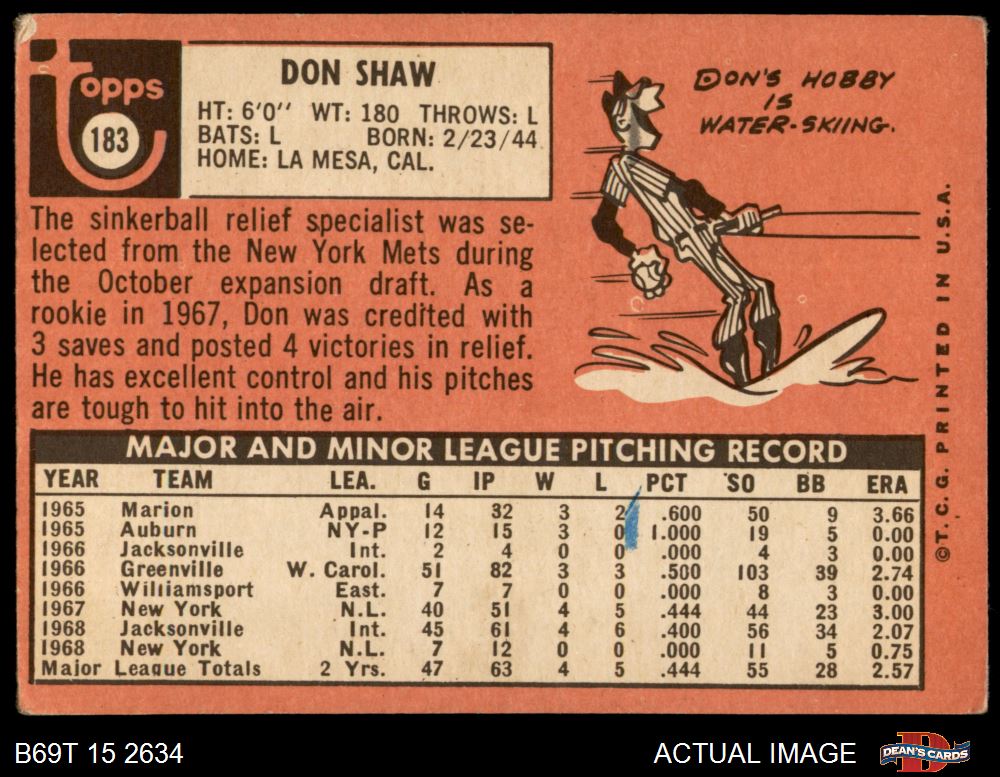 topps
183
DON SHAW
HT: 6'0'' WT: 180 THROWS: L
BATS: L BORN: 2/23/44
HOME: LA MESA, CAL.
DON'S HOBBY
IS
WATER-SKIING.
The sinkerball relief specialist was se-
lected from the New York Mets during
the October expansion draft. As a
rookie in 1967, Don was credited with
3 saves and posted 4 victories in relief.
He has excellent control and his pitches
are tough to hit into the air.
©T.C.G. PRINTED IN U.S.A.
MAJOR AND MINOR LEAGUE PITCHING RECORD
YEAR TEAM LEA. G IP W L PCT SO BB ERA
1965 Marion Appal. 14 32 3 2 .600 50 9 3.66
1965 Auburn NY-P 12 15 3 0 1.000 19 5 0.00
1966 Jacksonville Int. 2 4 0 0 .000 4 3 0.00
1966 Greenville W. Carol. 51 82 3 3 .500 103 39 2.74
1966 Williamsport East. 7 7 0 0 .000 8 3 0.00
1967 New York N.L. 40 51 4 5 .444 44 23 3.00
1968 Jacksonville Int. 45 61 4 6 .400 56 34 2.07
1968 New York N.L. 7 12 0 0 .000 11 5 0.75
Major League Totals 2 Yrs. 47 63 4 5 .444 55 28 2.57
B69T 15 2634
ACTUAL IMAGE
D
DEAN'S CARDS